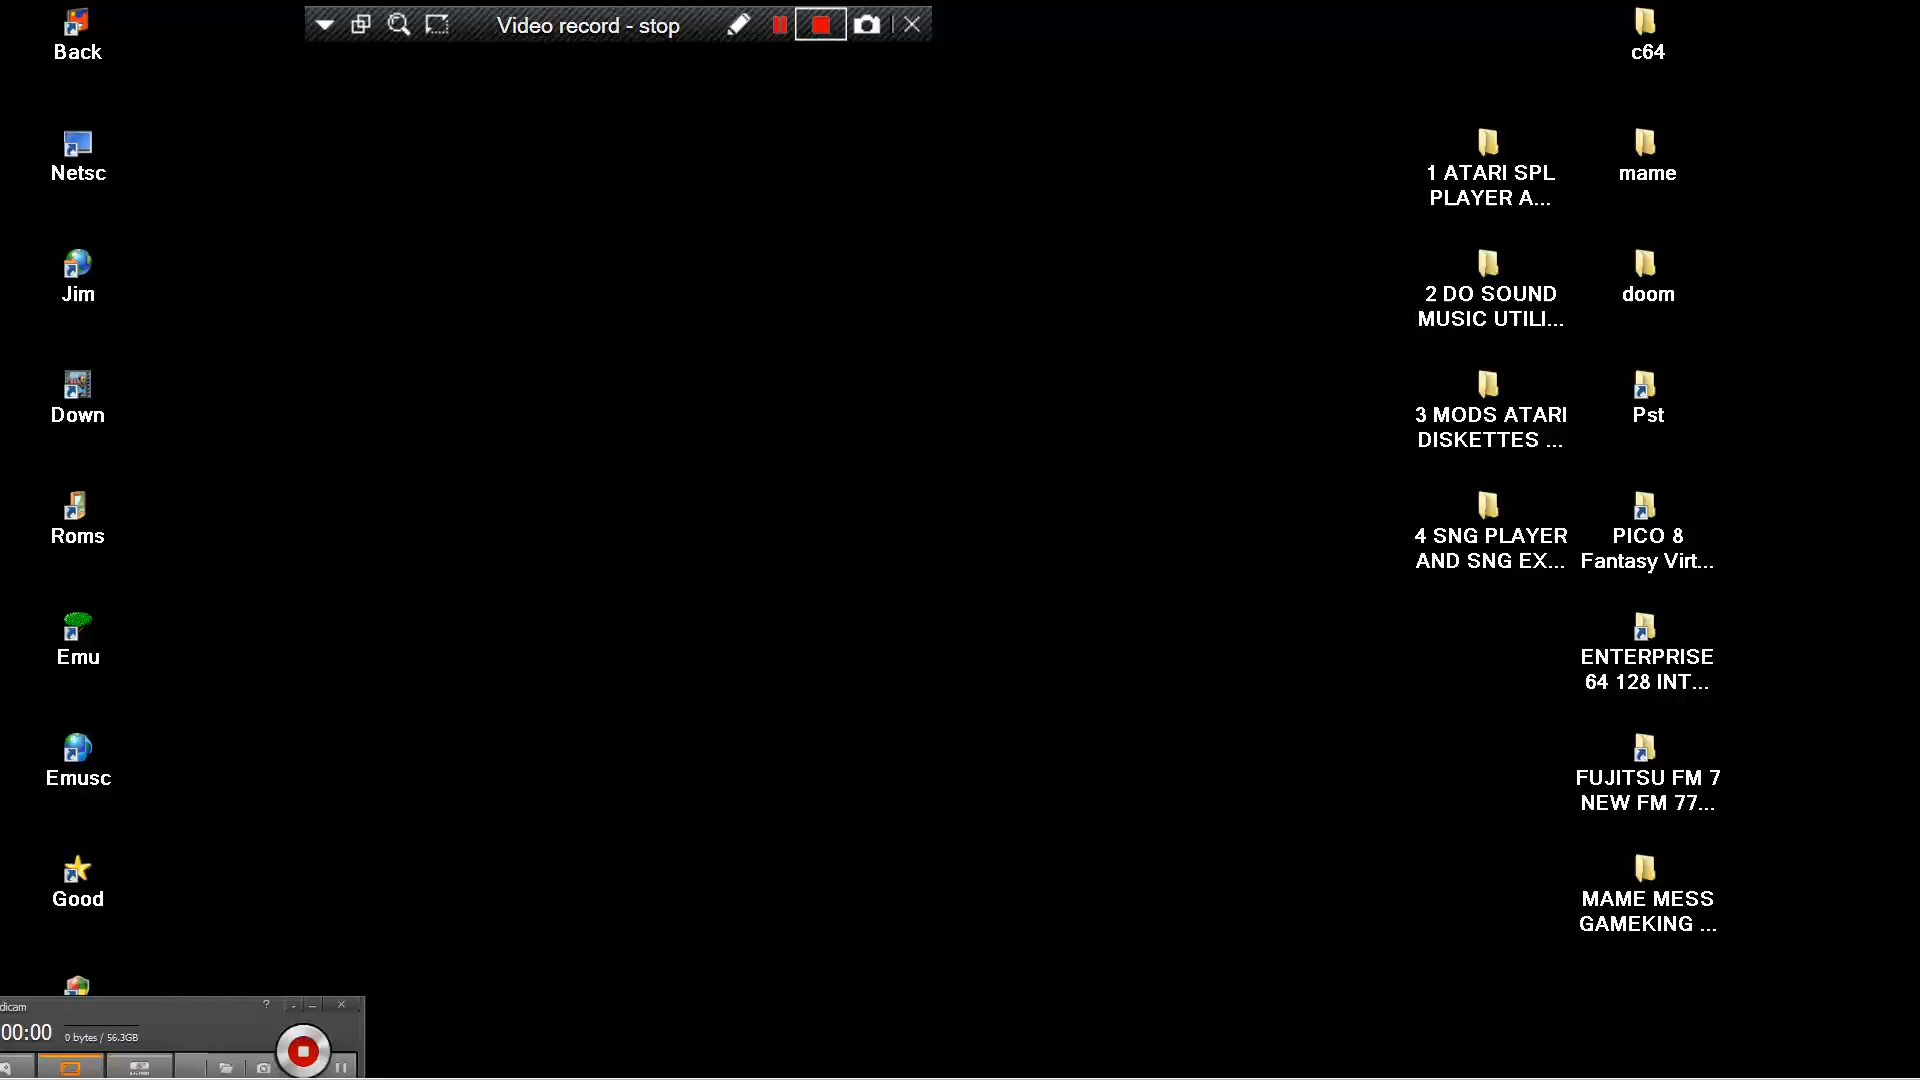 Back
Video record - stop
c64
Netsc
1 ATARI SPL
PLAYER A...
mame
Jim
2 DO SOUND
MUSIC UTILI...
doom
Down
3 MODS ATARI
DISKETTES ...
Pst
Roms
4 SNG PLAYER
AND SNG EX...
PICO 8
Fantasy Virt...
Emu
ENTERPRISE
64 128 INT...
Emusc
FUJITSU FM 7
NEW FM 77...
Good
MAME MESS
GAMEKING ...
dicam
00:00
0 bytes / 56.3GB